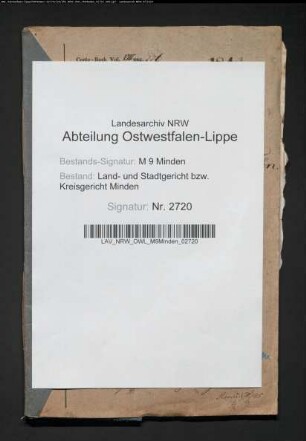 Landesarchiv NRW
Abteilung Ostwestfalen-Lippe
Bestands-Signatur: M 9 Minden
Bestand: Land- und Stadtgericht bzw.
Kreisgericht Minden
Signatur: Nr. 2720
LAV_NRW_OWL_M9Minden_02720